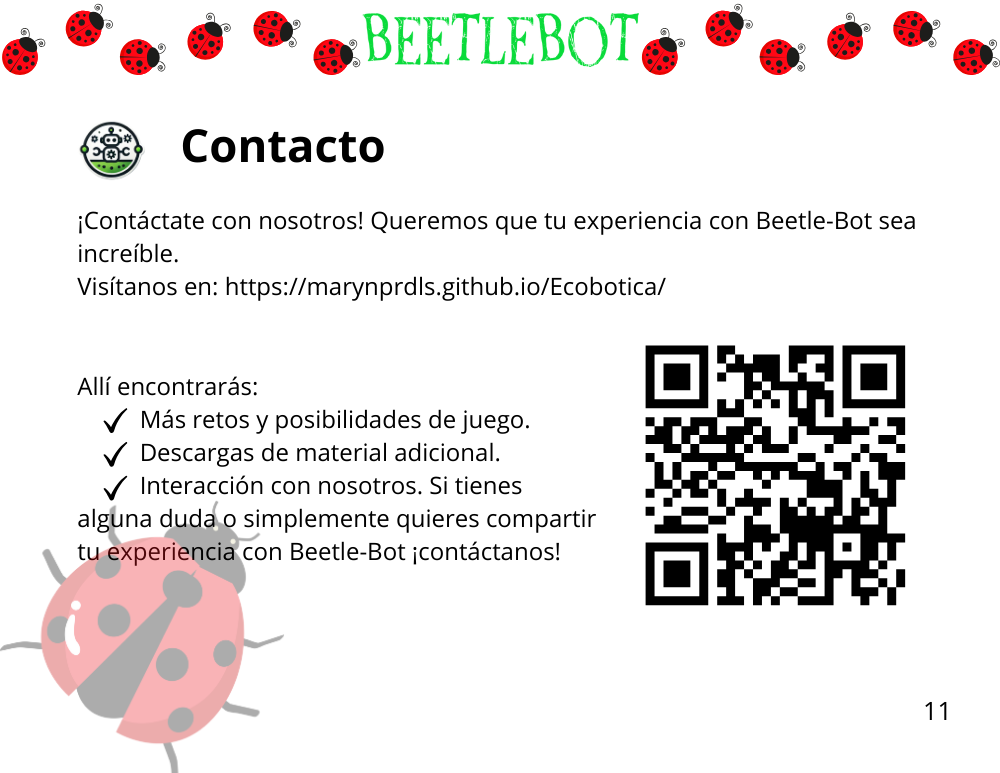 BEETLEBOT
Contacto
¡Contáctate con nosotros! Queremos que tu experiencia con Beetle-Bot sea
increíble.
Visítanos en: https://marynprdls.github.io/Ecobotica/
Allí encontrarás:
✓ Más retos y posibilidades de juego.
✓ Descargas de material adicional.
✓ Interacción con nosotros. Si tienes
alguna duda o simplemente quieres compartir
tu experiencia con Beetle-Bot ¡contáctanos!
11